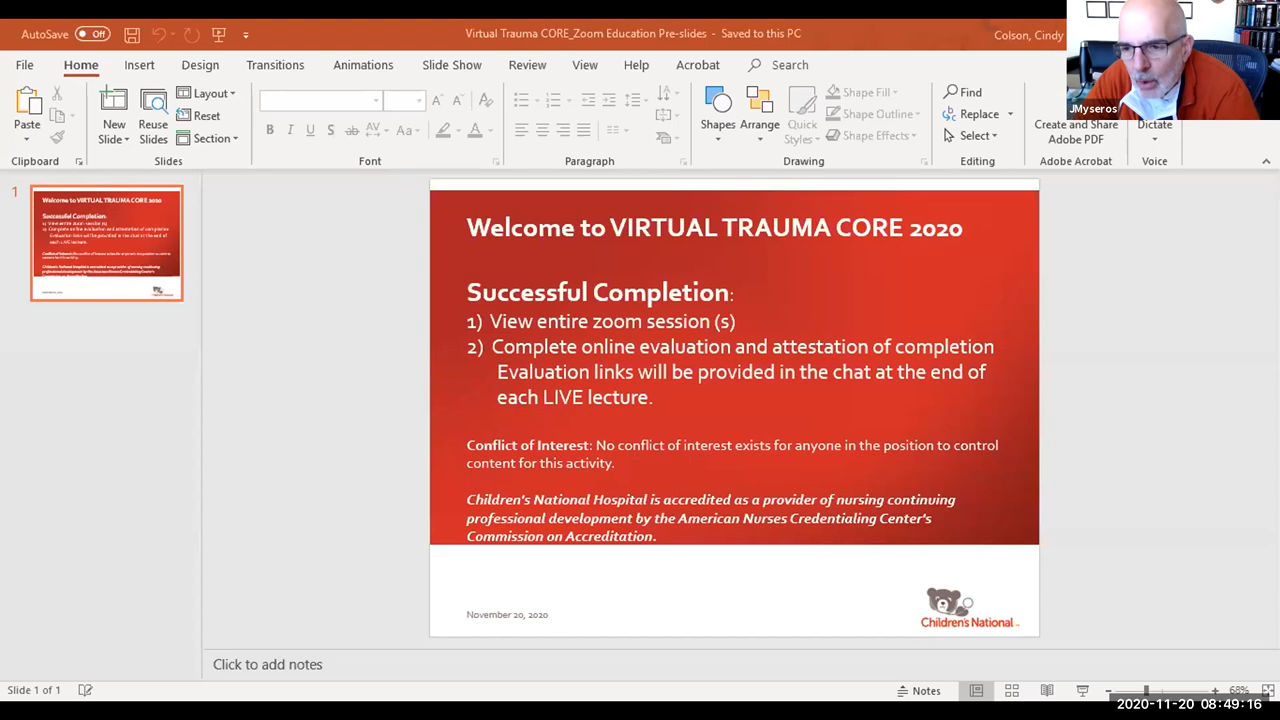 AutoSave Off
Virtual Trauma CORE_Zoom Education Pre-slides - Saved to this PC
Colson, Cindy
JMyseros
File Home Insert Design Transitions Animations Slide Show Review View Help Acrobat Search
Paste
New Slide
Reuse Slides
Layout
Reset
Section
B I U S ab AV Aa A
A A A
Shapes
Arrange
Quick Styles
Shape Fill
Shape Outline
Shape Effects
Find
Replace
Select
Create and Share Adobe PDF
Dictate
Clipboard Slides Font Paragraph Drawing Editing Adobe Acrobat Voice
1
Welcome to VIRTUAL TRAUMA CORE 2020
Successful Completion:
1) View entire zoom session (s)
2) Complete online evaluation and attestation of completion
Evaluation links will be provided in the chat at the end of
each LIVE lecture.
Conflict of Interest: No conflict of interest exists for anyone in the position to control
content for this activity.
Children's National Hospital is accredited as a provider of nursing continuing
professional development by the American Nurses Credentialing Center's
Commission on Accreditation.
November 20, 2020
Children's National
Click to add notes
Slide 1 of 1
Notes
68%
2020-11-20 08:49:16